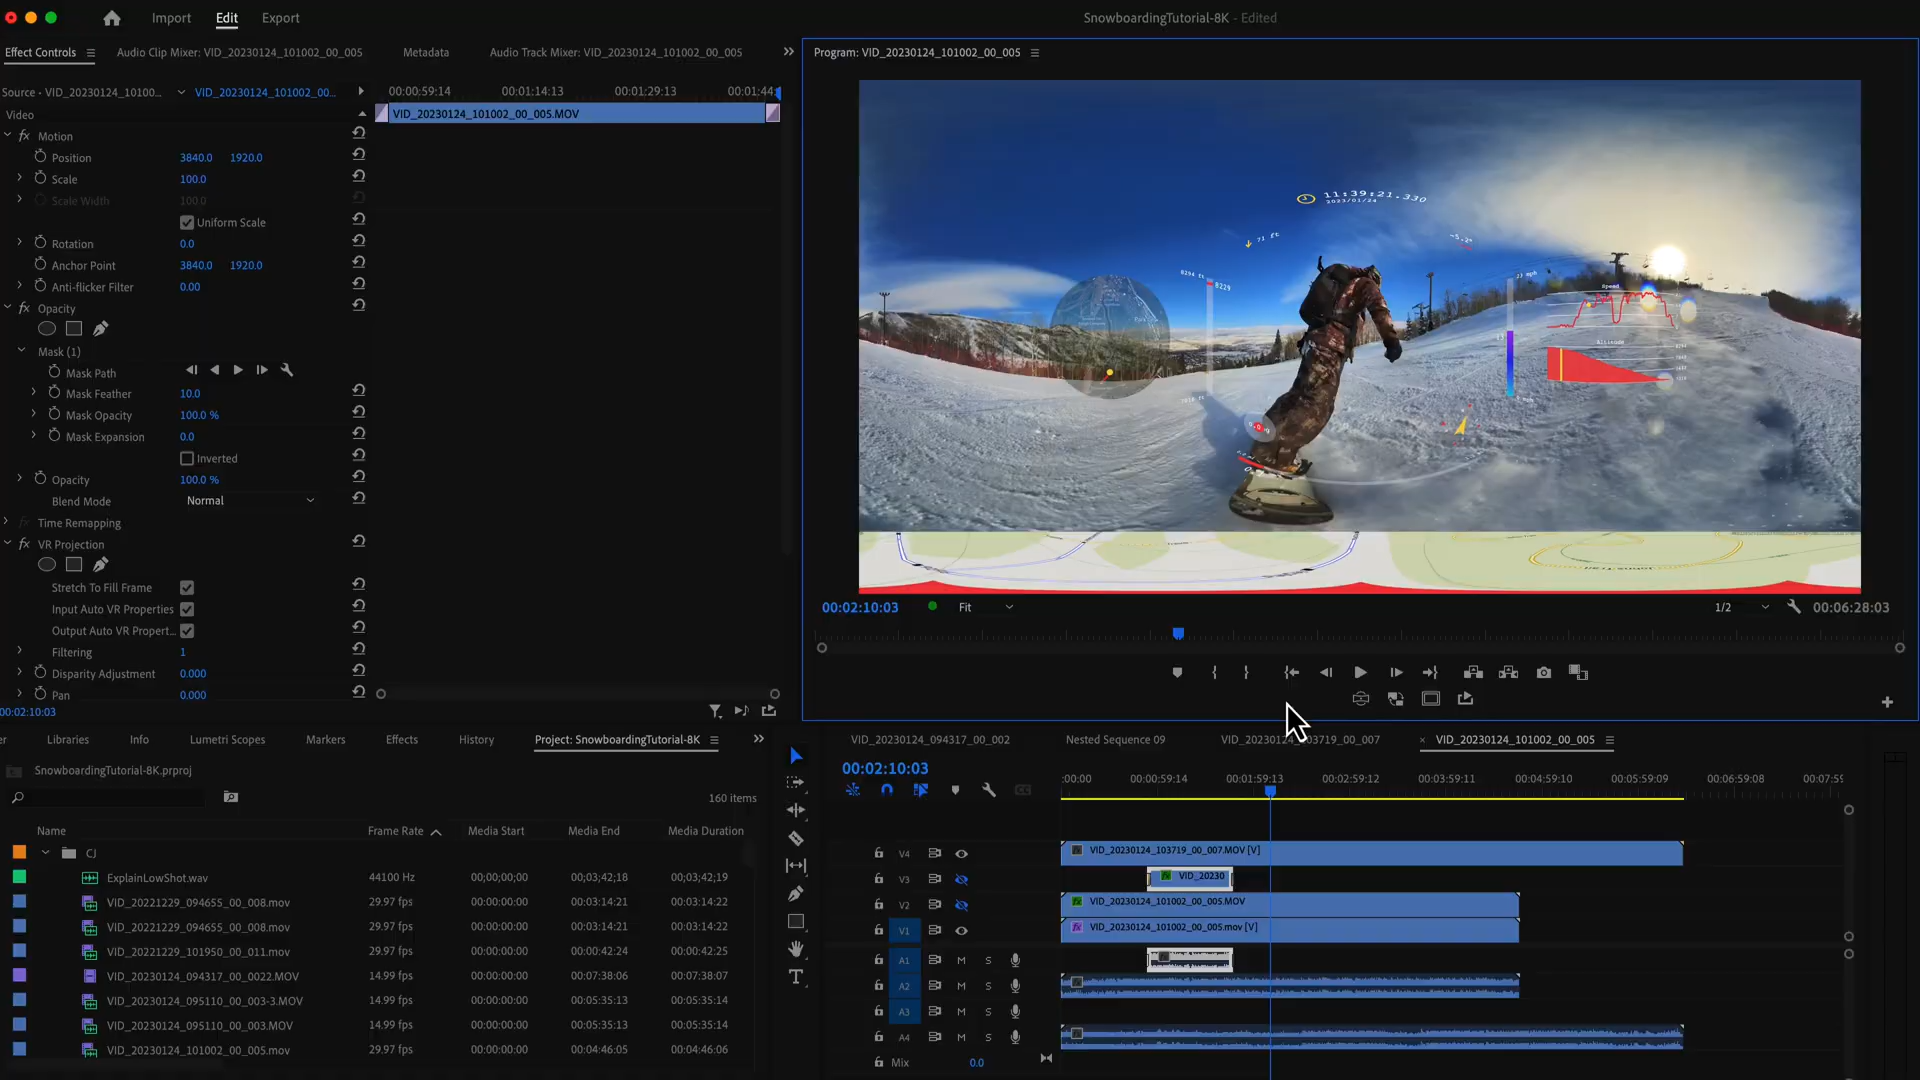 Import Edit Export
SnowboardingTutorial-8K - Edited
Effect Controls Audio Clip Mixer: VID_20230124_101002_00_005 Metadata Audio Track Mixer: VID_20230124_101002_00_005
Program: VID_20230124_101002_00_005
Source • VID_20230124_10100... VID_20230124_101002_00...
00:00:59:14 00:01:14:13 00:01:29:13 00:01:44:
Video
VID_20230124_101002_00_005.MOV
fx Motion
Position 3840.0 1920.0
Scale 100.0
Scale Width 100.0
Uniform Scale
Rotation 0.0
Anchor Point 3840.0 1920.0
Anti-flicker Filter 0.00
fx Opacity
Mask (1)
Mask Path
Mask Feather 10.0
Mask Opacity 100.0 %
Mask Expansion 0.0
Inverted
Opacity 100.0 %
Blend Mode Normal
fx Time Remapping
fx VR Projection
Stretch To Fill Frame
Input Auto VR Properties
Output Auto VR Propert...
Filtering 1
Disparity Adjustment 0.000
Pan 0.000
00:02:10:03
11:39:21.330
2023/01/24
71 ft
-5.2°
8294 ft
8229
23 mph
Speed
Altitude
00:02:10:03 Fit 1/2 00:06:28:03
er Libraries Info Lumetri Scopes Markers Effects History Project: SnowboardingTutorial-8K
SnowboardingTutorial-8K.prproj
160 items
Name Frame Rate Media Start Media End Media Duration
CJ
ExplainLowShot.wav 44100 Hz 00;00;00;00 00;03;42;18 00;03;42;19
VID_20221229_094655_00_008.mov 29.97 fps 00:00:00:00 00:03:14:21 00:03:14:22
VID_20221229_094655_00_008.mov 29.97 fps 00:00:00:00 00:03:14:21 00:03:14:22
VID_20221229_101950_00_011.mov 29.97 fps 00:00:00:00 00:00:42:24 00:00:42:25
VID_20230124_094317_00_0022.MOV 14.99 fps 00:00:00:00 00:07:38:06 00:07:38:07
VID_20230124_095110_00_003-3.MOV 14.99 fps 00:00:00:00 00:05:35:13 00:05:35:14
VID_20230124_095110_00_003.MOV 14.99 fps 00:00:00:00 00:05:35:13 00:05:35:14
VID_20230124_101002_00_005.mov 29.97 fps 00:00:00:00 00:04:46:05 00:04:46:06
VID_20230124_094317_00_002 Nested Sequence 09 VID_20230124_103719_00_007 × VID_20230124_101002_00_005
00:02:10:03
:00:00 00:00:59:14 00:01:59:13 00:02:59:12 00:03:59:11 00:04:59:10 00:05:59:09 00:06:59:08 00:07:59
V4 VID_20230124_103719_00_007.MOV [V]
V3 fx VID_20230
V2 fx VID_20230124_101002_00_005.MOV
V1 fx VID_20230124_101002_00_005.mov [V]
A1 M S
A2 M S
A3 M S
A4 M S
Mix 0.0